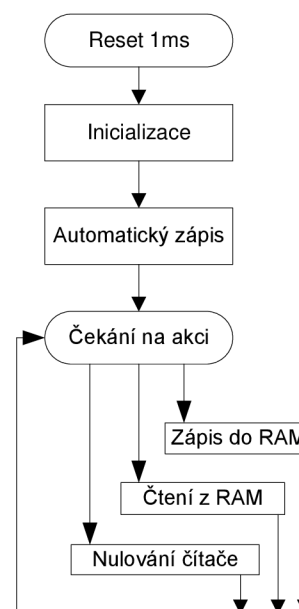 Reset 1ms
Inicializace
Automatický zápis
Čekání na akci
Zápis do RAM
Čtení z RAM
Nulování čítače